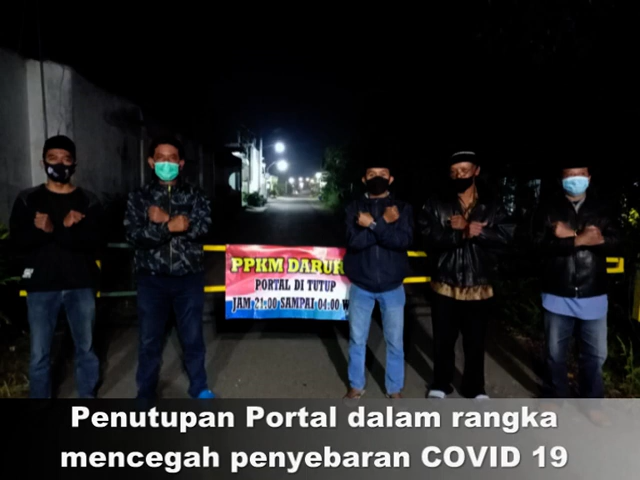 PPKM DARUR
PORTAL DI TUTUP
JAM 21:00 SAMPAI 04:00 W
Penutupan Portal dalam rangka
mencegah penyebaran COVID 19